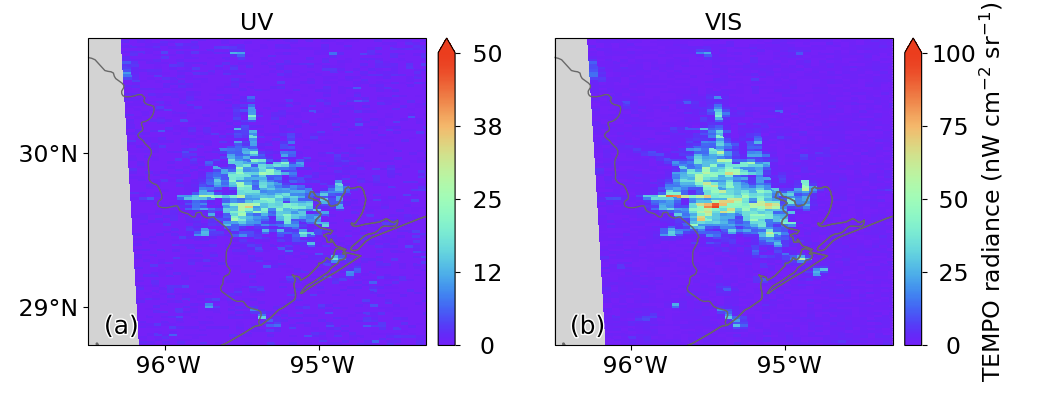 UV
VIS
50
38
25
12
0
100
75
50
25
0
TEMPO radiance (nW cm⁻² sr⁻¹)
30°N
29°N
(a)
(b)
96°W
95°W
96°W
95°W